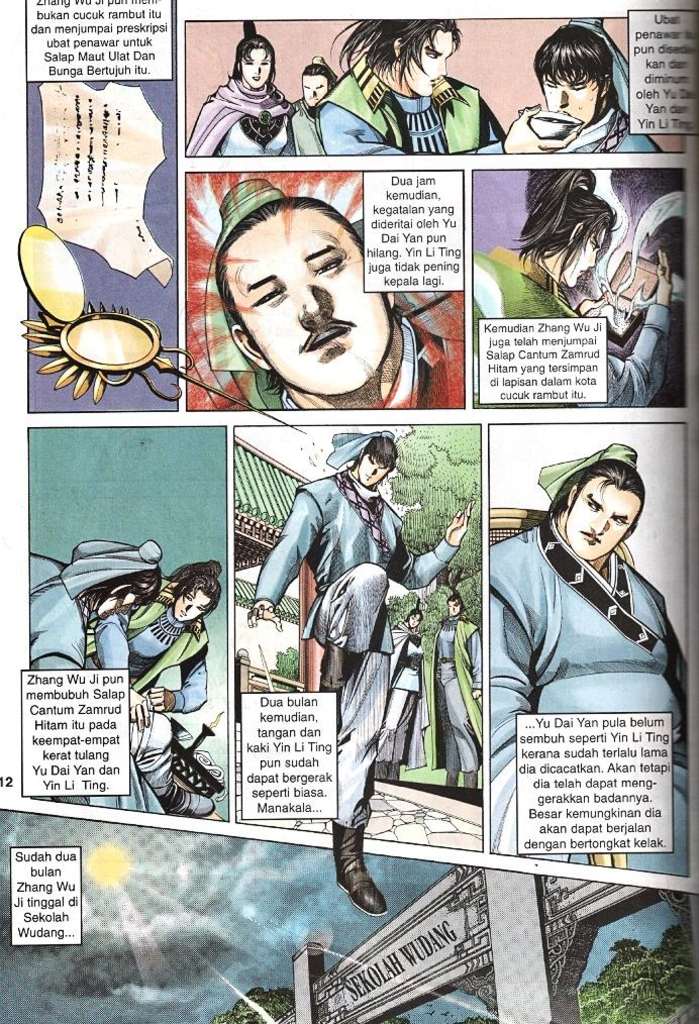 Zhang Wu Ji pun mem-
bukan cucuk rambut itu
dan menjumpai preskripsi
ubat penawar untuk
Salap Maut Ulat Dan
Bunga Bertujuh itu.
Ubat
penawar
pun
kan dan
diminum
oleh Yu
Dai Yan
dan
Yin Li Ting.
Dua jam
kemudian,
kegatalan yang
dideritai oleh Yu
Dai Yan pun
hilang. Yin Li Ting
juga tidak pening
kepala lagi.
Kemudian Zhang Wu Ji
juga telah menjumpai
Salap Cantum Zamrud
Hitam yang tersimpan
di lapisan dalam kota
cucuk rambut itu.
Zhang Wu Ji pun
membubuh Salap
Cantum Zamrud
Hitam itu pada
keempat-empat
kerat tulang
Yu Dai Yan dan
Yin Li Ting.
Dua bulan
kemudian,
tangan dan
kaki Yin Li Ting
pun sudah
dapat bergerak
seperti biasa...
Manakala...
...Yu Dai Yan pula belum
sembuh seperti Yin Li Ting
kerana sudah terlalu lama
dia dicacatkan. Akan tetapi
dia telah dapat meng-
gerakkan badannya.
Besar kemungkinan dia
akan dapat berjalan
dengan bertongkat kelak.
12
Sudah dua
bulan
Zhang Wu
Ji tinggal di
Sekolah
Wudang...
SEKOLAH WUDANG